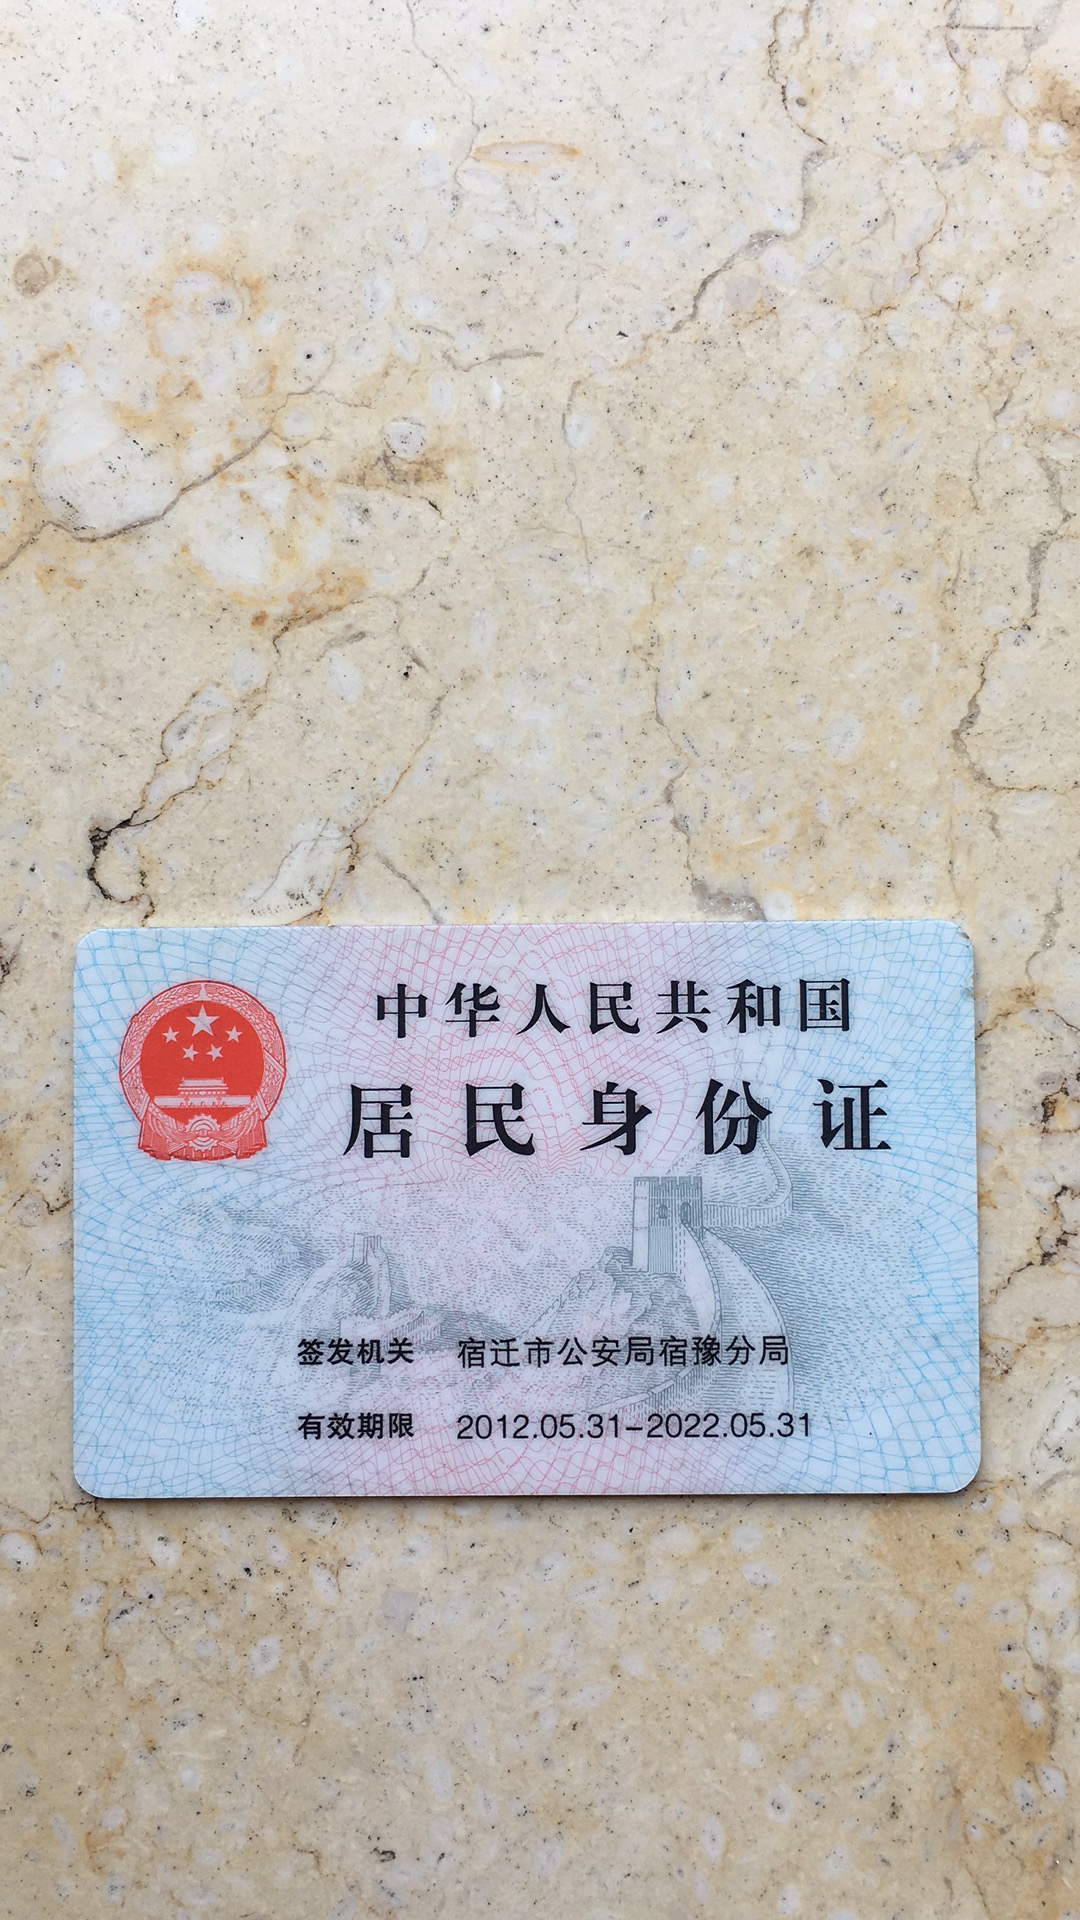 中华人民共和国
居民身份证
签发机关 宿迁市公安局宿豫分局
有效期限 2012.05.31-2022.05.31